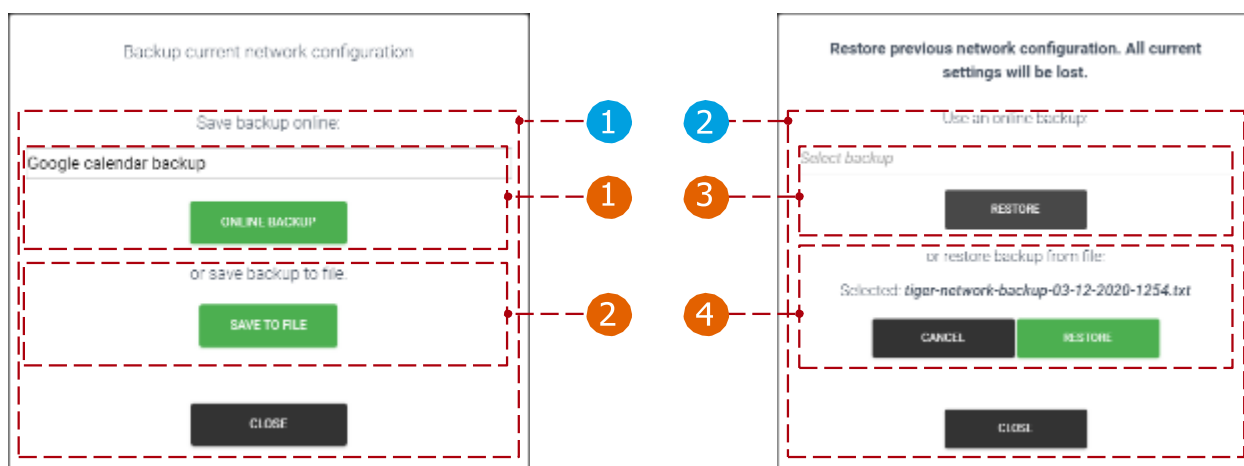 Backup current network configuration
Save backup online:
Google calendar backup
ONLINE BACKUP
or save backup to file.
SAVE TO FILE
CLOSE
1
1
2
Restore previous network configuration. All current
settings will be lost.
Use an online backup:
Select backup
RESTORE
or restore backup from file:
Selected: tiger-network-backup-03-12-2020-1254.txt
CANCEL
RESTORE
CLOSE
2
3
4